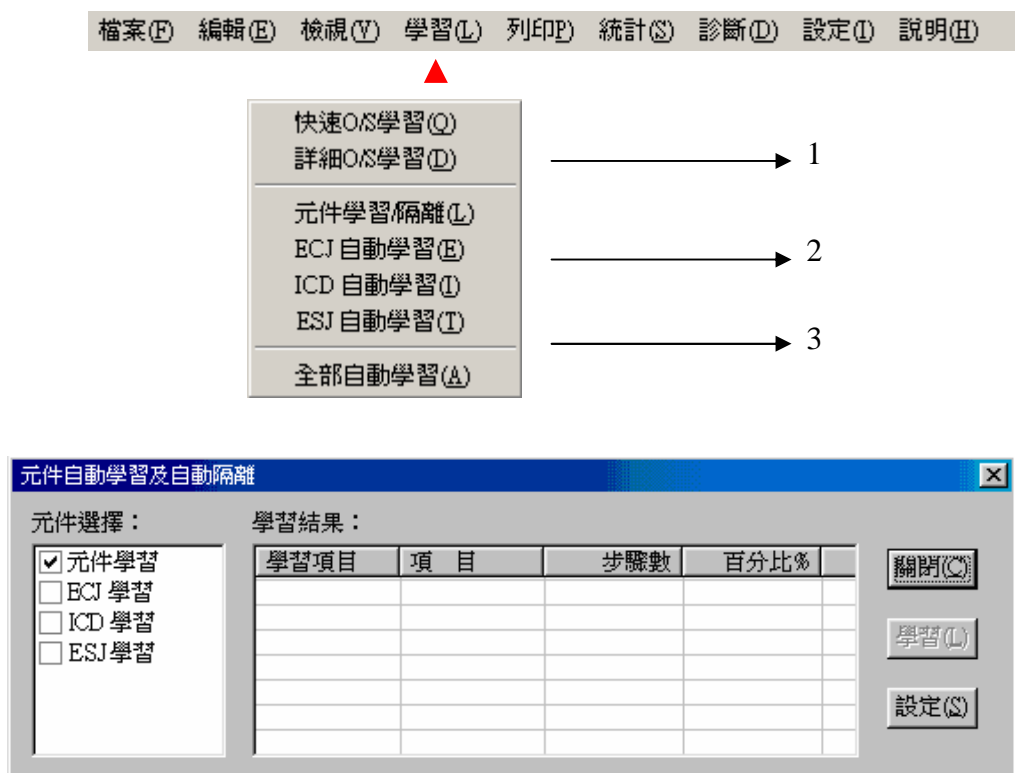 檔案(F) 編輯(E) 檢視(V) 學習(L) 列印P) 統計(S) 診斷(D) 設定(I) 說明(H)
快速O/S學習(Q)
詳細O/S學習(D)
1
元件學習/隔離(L)
ECJ 自動學習(E)
2
ICD 自動學習(I)
ESJ 自動學習(T)
3
全部自動學習(A)
元件自動學習及自動隔離
元件選擇：
學習結果：
元件學習
ECJ 學習
ICD 學習
ESJ學習
學習項目 項 目 步驟數 百分比%
關閉(C)
學習(L)
設定(S)